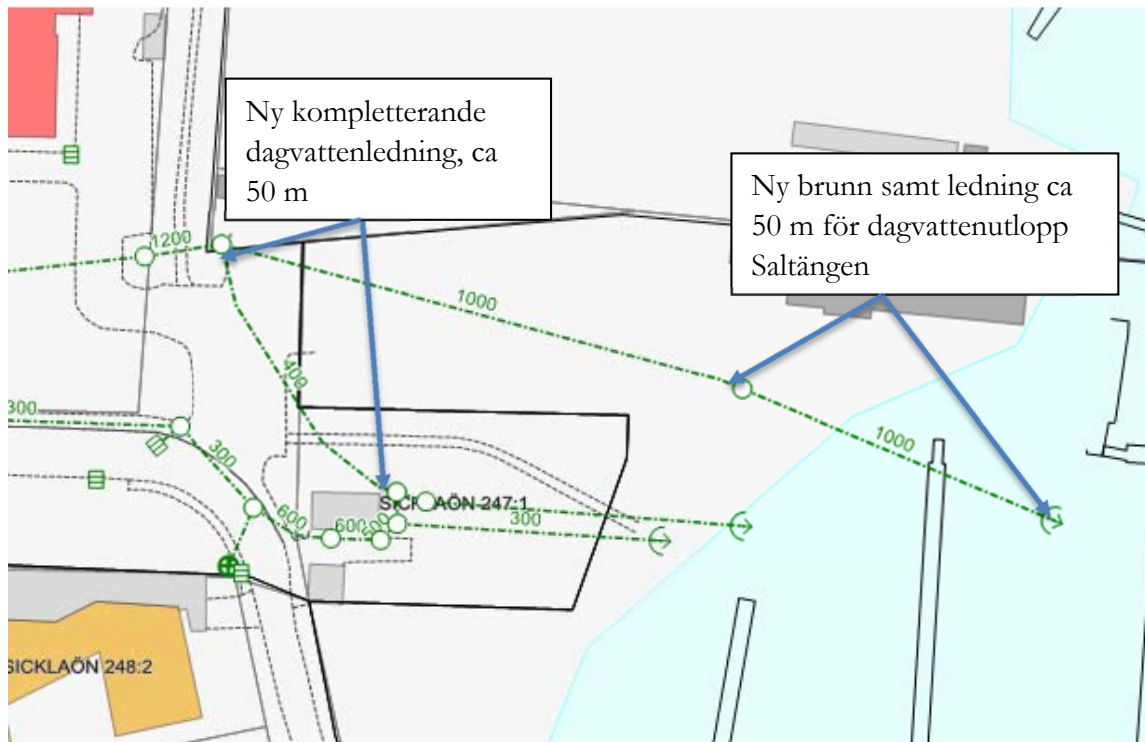 Ny kompletterande
dagvattenledning, ca
50 m
Ny brunn samt ledning ca
50 m för dagvattenutlopp
Saltängen
1200
1000
400
300
300
1000
600
600
300
SICKLAÖN 248:2